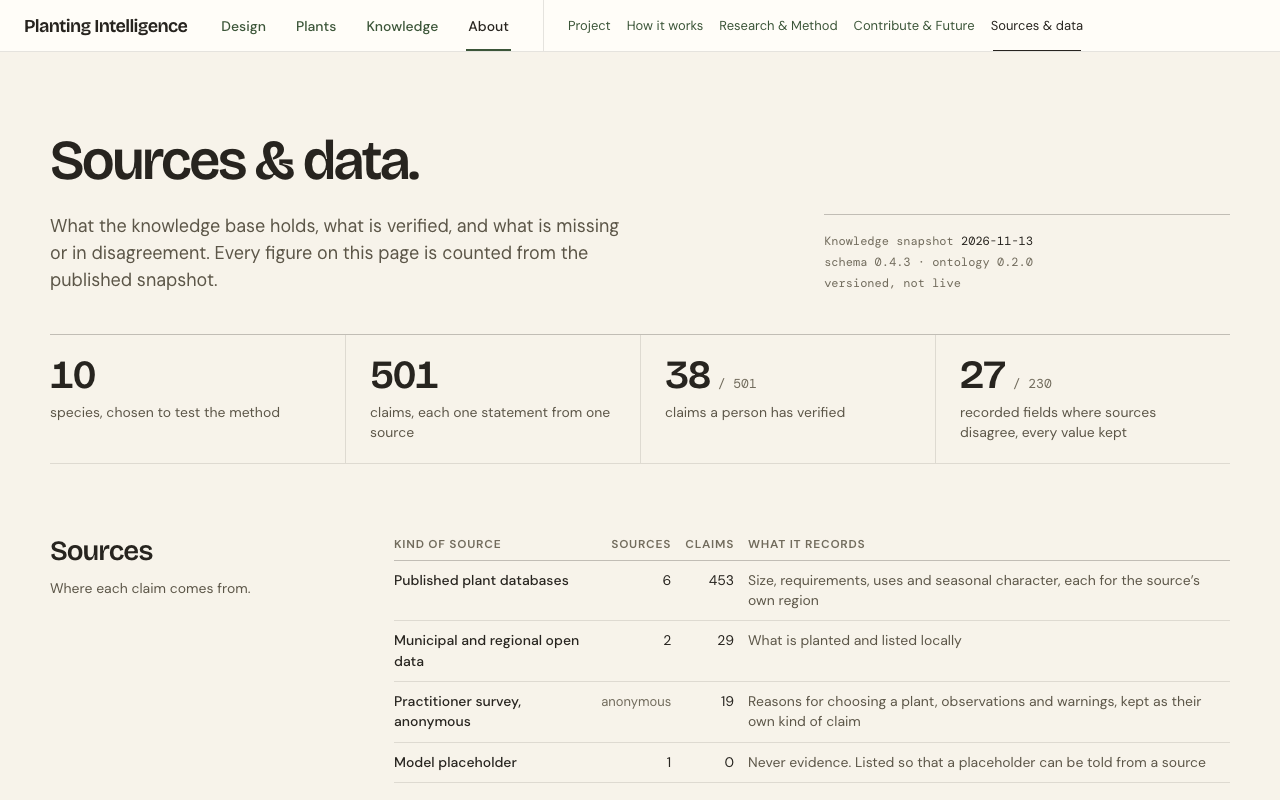 Planting Intelligence Design Plants Knowledge About Project How it works Research & Method Contribute & Future Sources & data
Sources & data.
What the knowledge base holds, what is verified, and what is missing
or in disagreement. Every figure on this page is counted from the
published snapshot.
Knowledge snapshot 2026-11-13
schema 0.4.3 · ontology 0.2.0
versioned, not live
10
species, chosen to test the method
501
claims, each one statement from one
source
38 / 501
claims a person has verified
27 / 230
recorded fields where sources
disagree, every value kept
Sources
Where each claim comes from.
KIND OF SOURCE SOURCES CLAIMS WHAT IT RECORDS
Published plant databases 6 453 Size, requirements, uses and seasonal character, each for the source’s
own region
Municipal and regional open 2 29 What is planted and listed locally
data
Practitioner survey, anonymous 19 Reasons for choosing a plant, observations and warnings, kept as their
anonymous own kind of claim
Model placeholder 1 0 Never evidence. Listed so that a placeholder can be told from a source